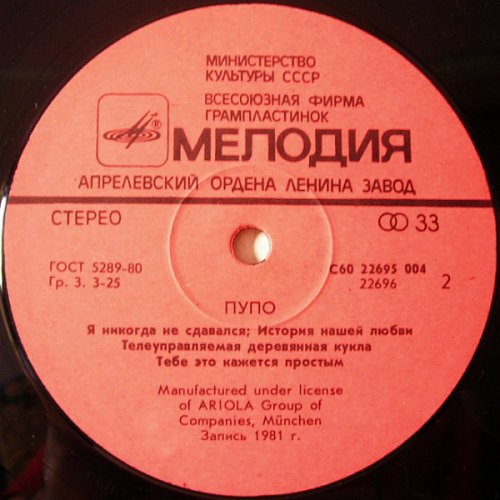 МИНИСТЕРСТВО
КУЛЬТУРЫ СССР
ВСЕСОЮЗНАЯ ФИРМА
ГРАМПЛАСТИНОК
®
МЕЛОДИЯ
АПРЕЛЕВСКИЙ ОРДЕНА ЛЕНИНА ЗАВОД
СТЕРЕО 33
ГОСТ 5289-80 С60 22695 004
Гр. 3. 3-25 22696 2
ПУПО
Я никогда не сдавался; История нашей любви
Телеуправляемая деревянная кукла
Тебе это кажется простым
Manufactured under license
of ARIOLA Group of
Companies, München
Запись 1981 г.